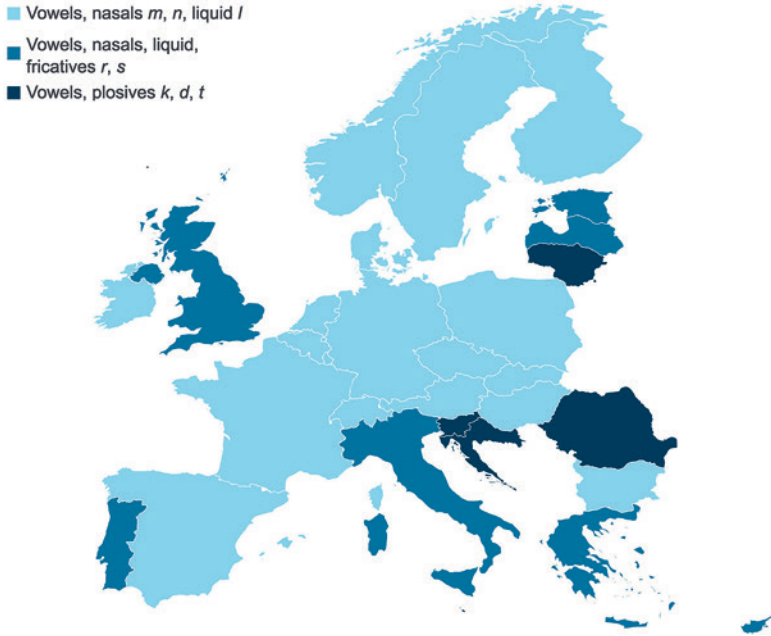 Vowels, nasals m, n, liquid l
Vowels, nasals, liquid,
fricatives r, s
Vowels, plosives k, d, t